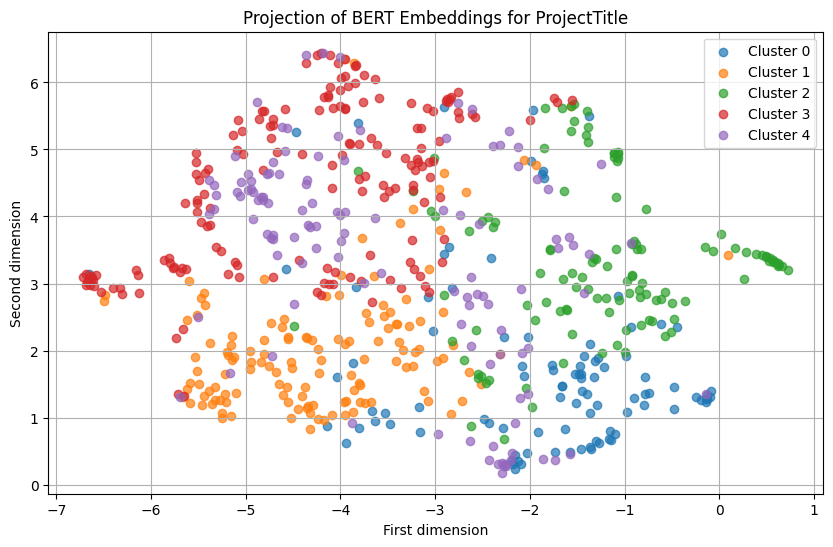 Projection of BERT Embeddings for ProjectTitle
Cluster 0
Cluster 1
Cluster 2
Cluster 3
Cluster 4
Second dimension
6
5
4
3
2
1
0
−7 −6 −5 −4 −3 −2 −1 0 1
First dimension